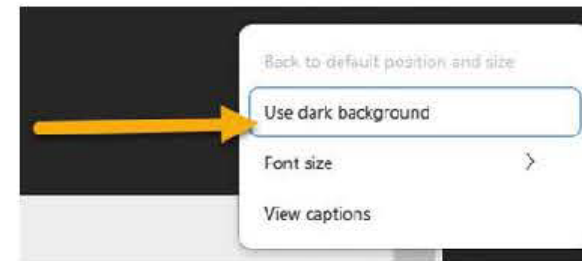 Back to default position and size
Use dark background
Font size
View captions